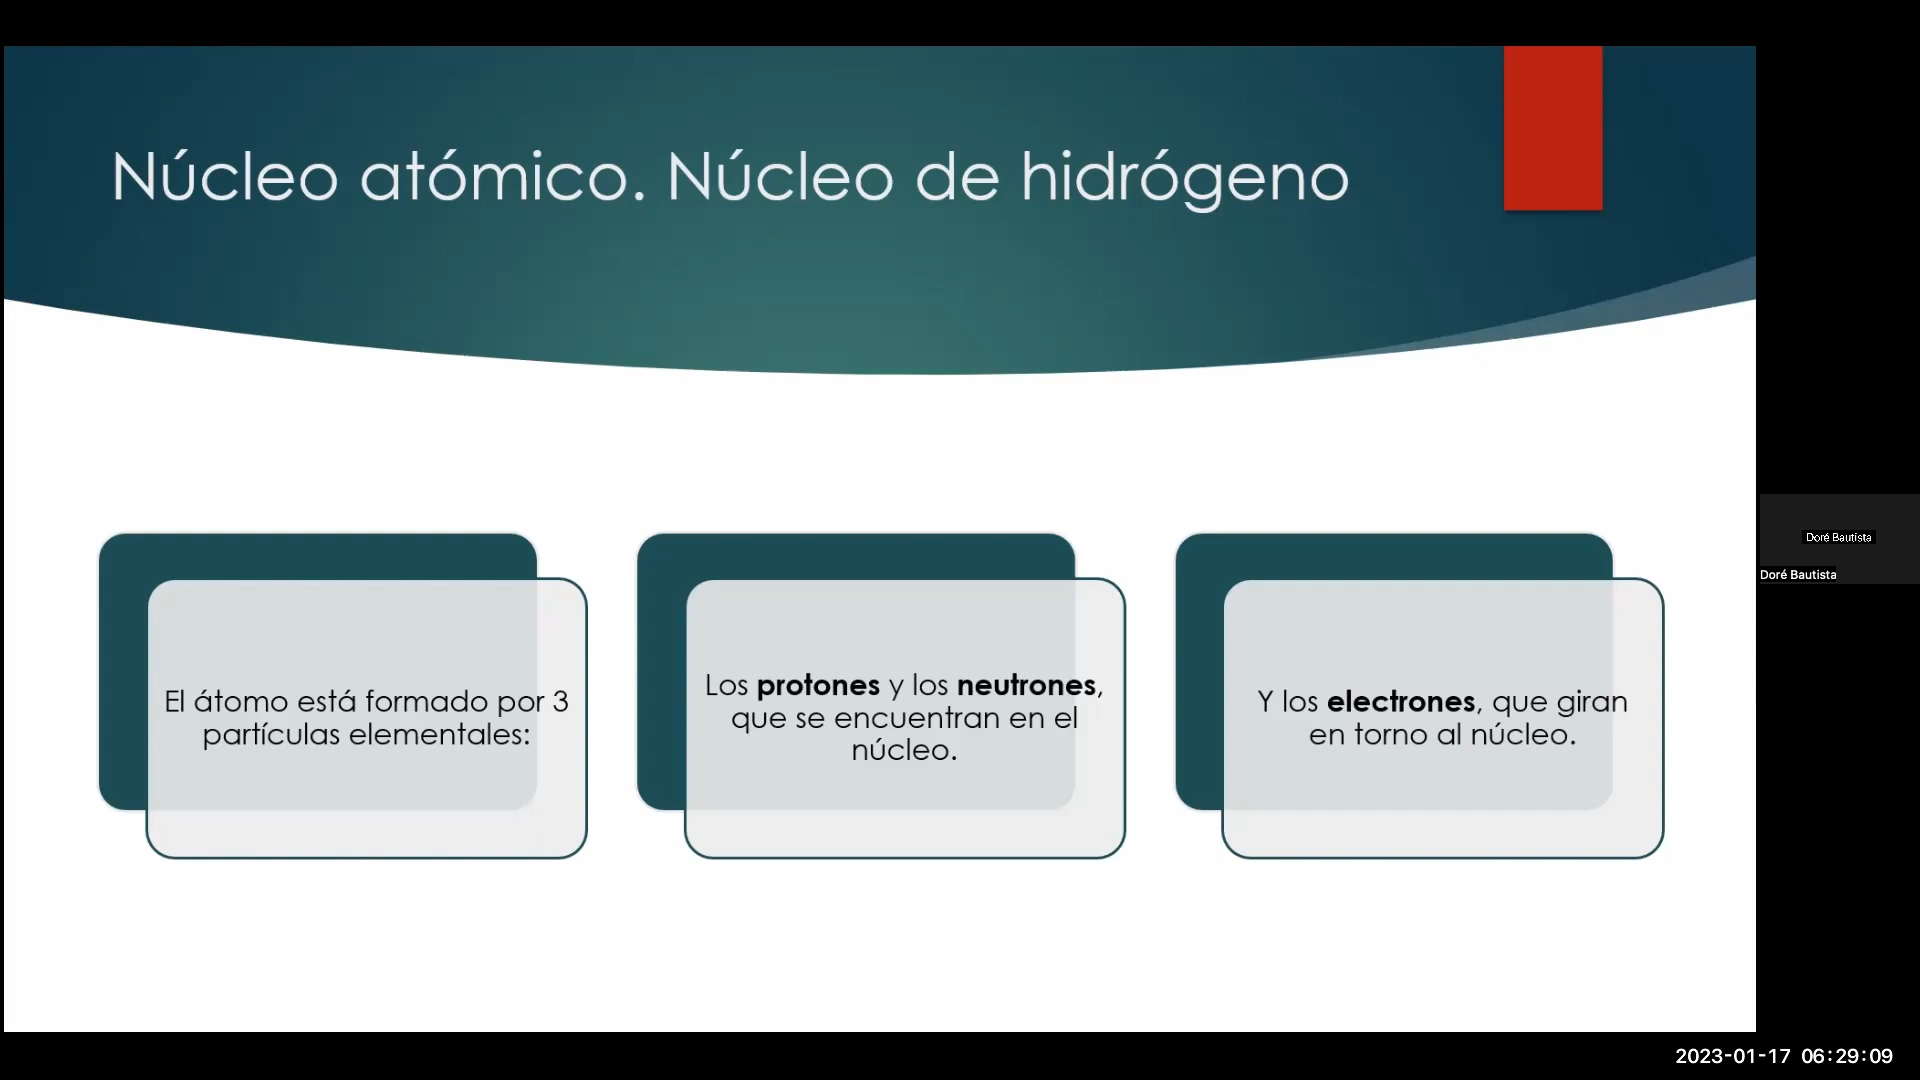 Núcleo atómico. Núcleo de hidrógeno
El átomo está formado por 3
partículas elementales:
Los protones y los neutrones,
que se encuentran en el
núcleo.
Y los electrones, que giran
en torno al núcleo.
Doré Bautista
Doré Bautista
2023-01-17 06:29:09